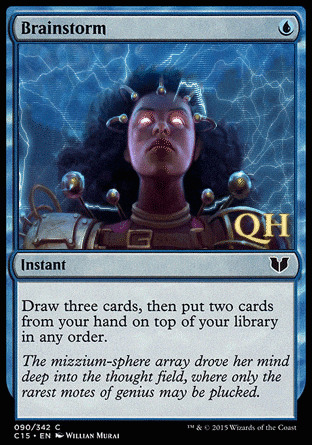 Brainstorm
QH
Instant
Draw three cards, then put two cards
from your hand on top of your library
in any order.
The mizzium-sphere array drove her mind
deep into the thought field, where only the
rarest motes of genius may be plucked.
090/342 C
C15 • EN Willian Murai
™ & © 2015 Wizards of the Coast